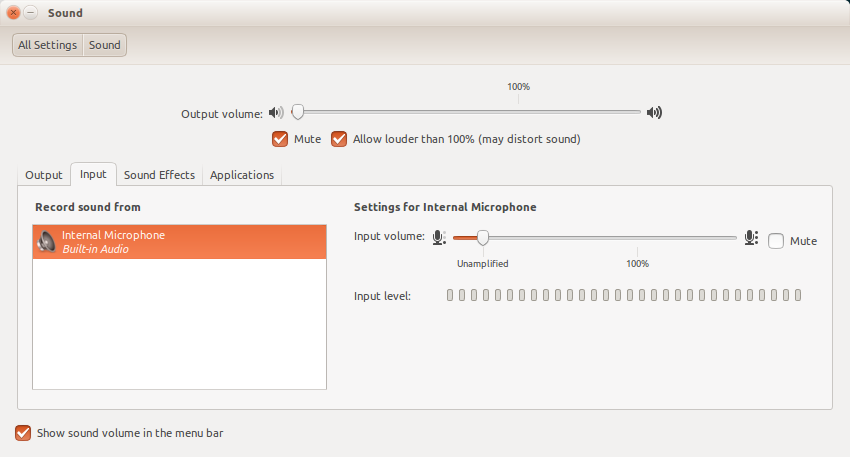 Sound
All Settings Sound
100%
Output volume:
Mute Allow louder than 100% (may distort sound)
Output Input Sound Effects Applications
Record sound from
Internal Microphone
Built-in Audio
Settings for Internal Microphone
Input volume: Mute
Unamplified 100%
Input level:
Show sound volume in the menu bar